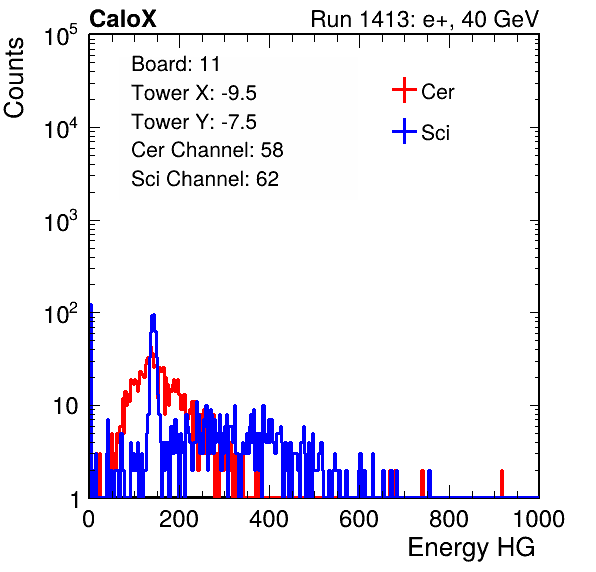 CaloX
Run 1413: e+, 40 GeV
Counts
10^5
10^4
10^3
10^2
10
1
Board: 11
Tower X: -9.5
Tower Y: -7.5
Cer Channel: 58
Sci Channel: 62
Cer
Sci
0 200 400 600 800 1000
Energy HG